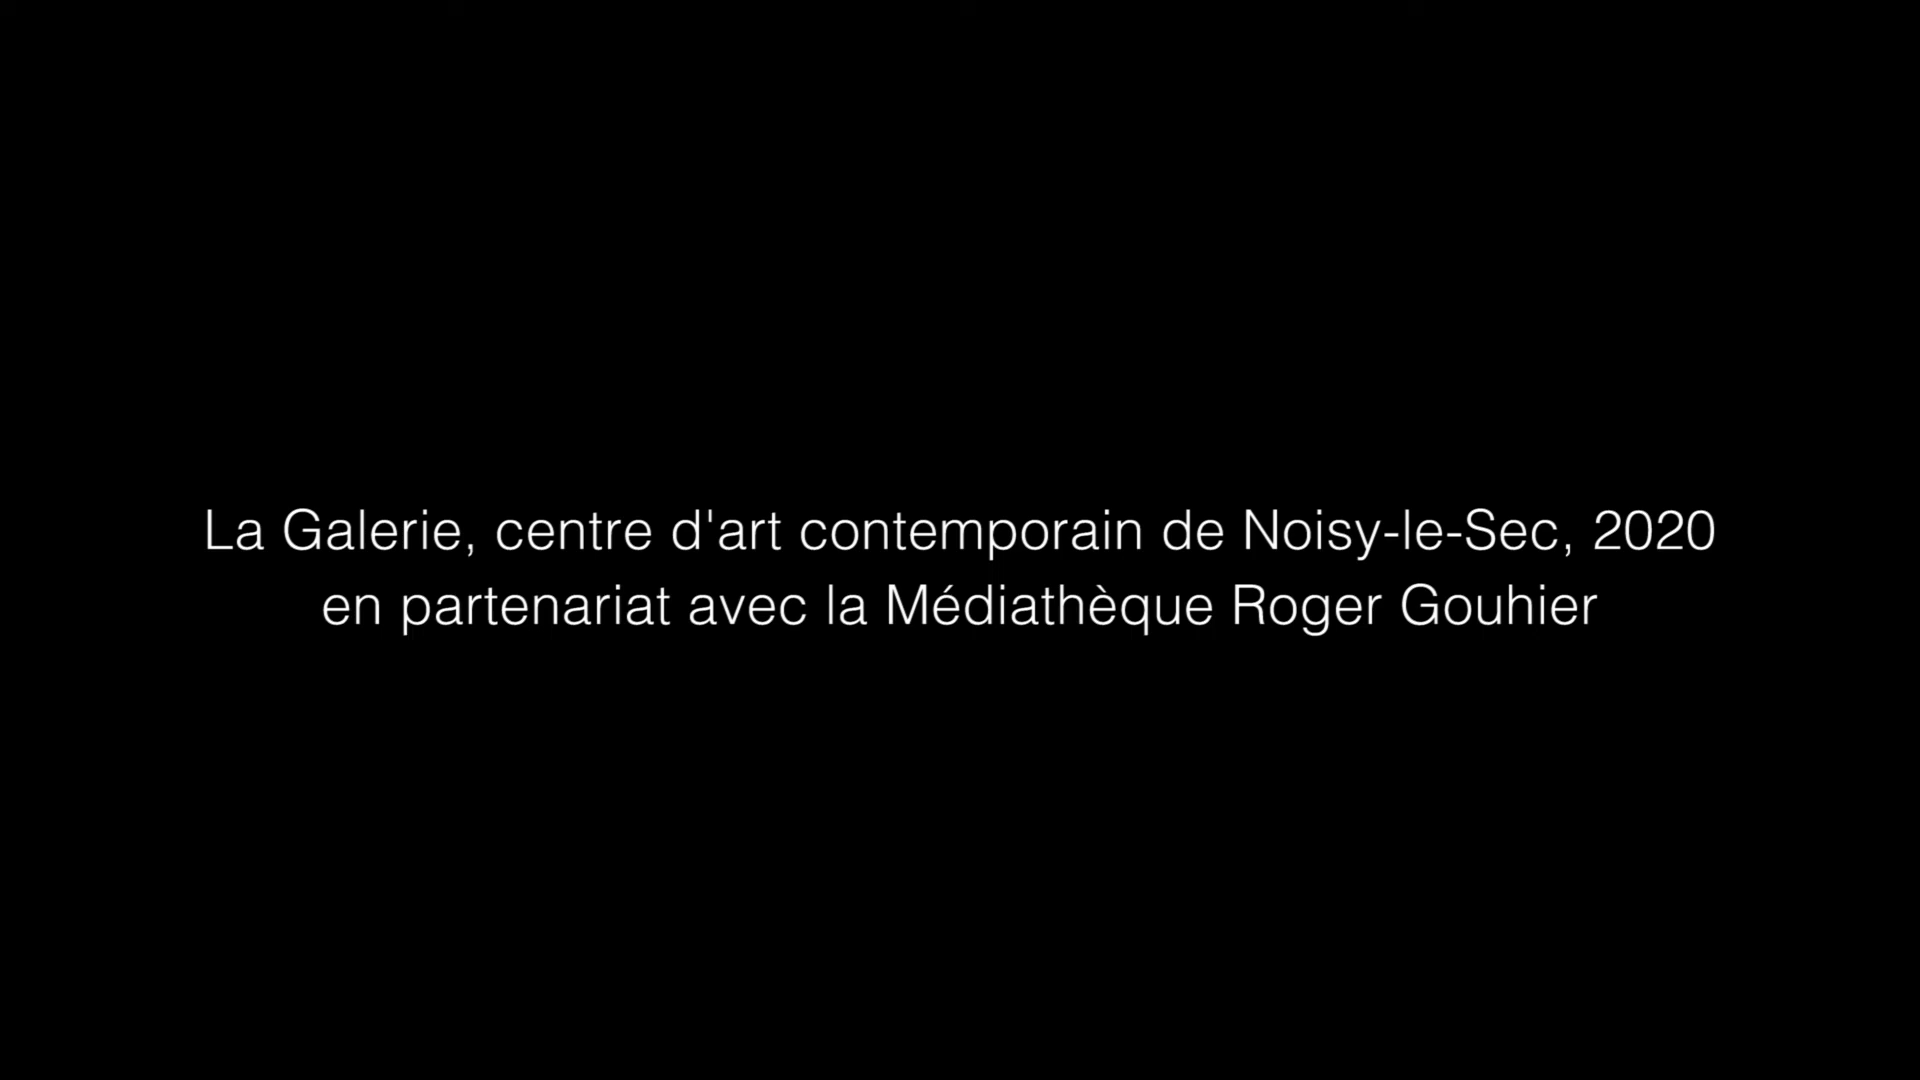 La Galerie, centre d'art contemporain de Noisy-le-Sec, 2020
en partenariat avec la Médiathèque Roger Gouhier